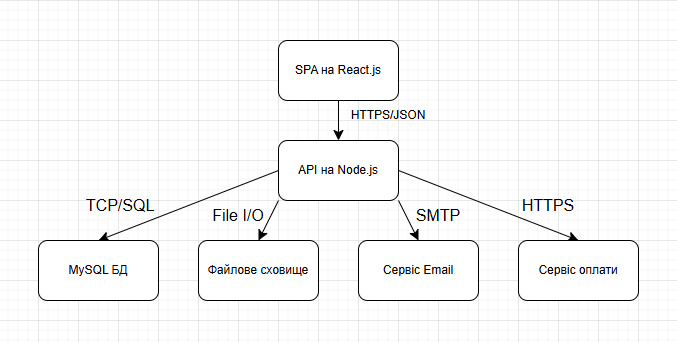 SPA на React.js
HTTPS/JSON
API на Node.js
TCP/SQL
File I/O
SMTP
HTTPS
MySQL БД
Файлове сховище
Сервіс Email
Сервіс оплати